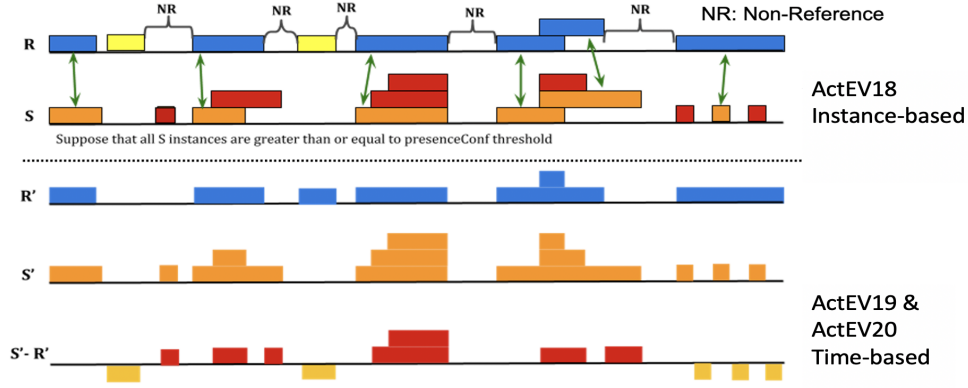 NR
NR
NR
NR
NR: Non-Reference
R
S
ActEV18
Instance-based
Suppose that all S instances are greater than or equal to presenceConf threshold
R'
S'
S'- R'
ActEV19 &
ActEV20
Time-based